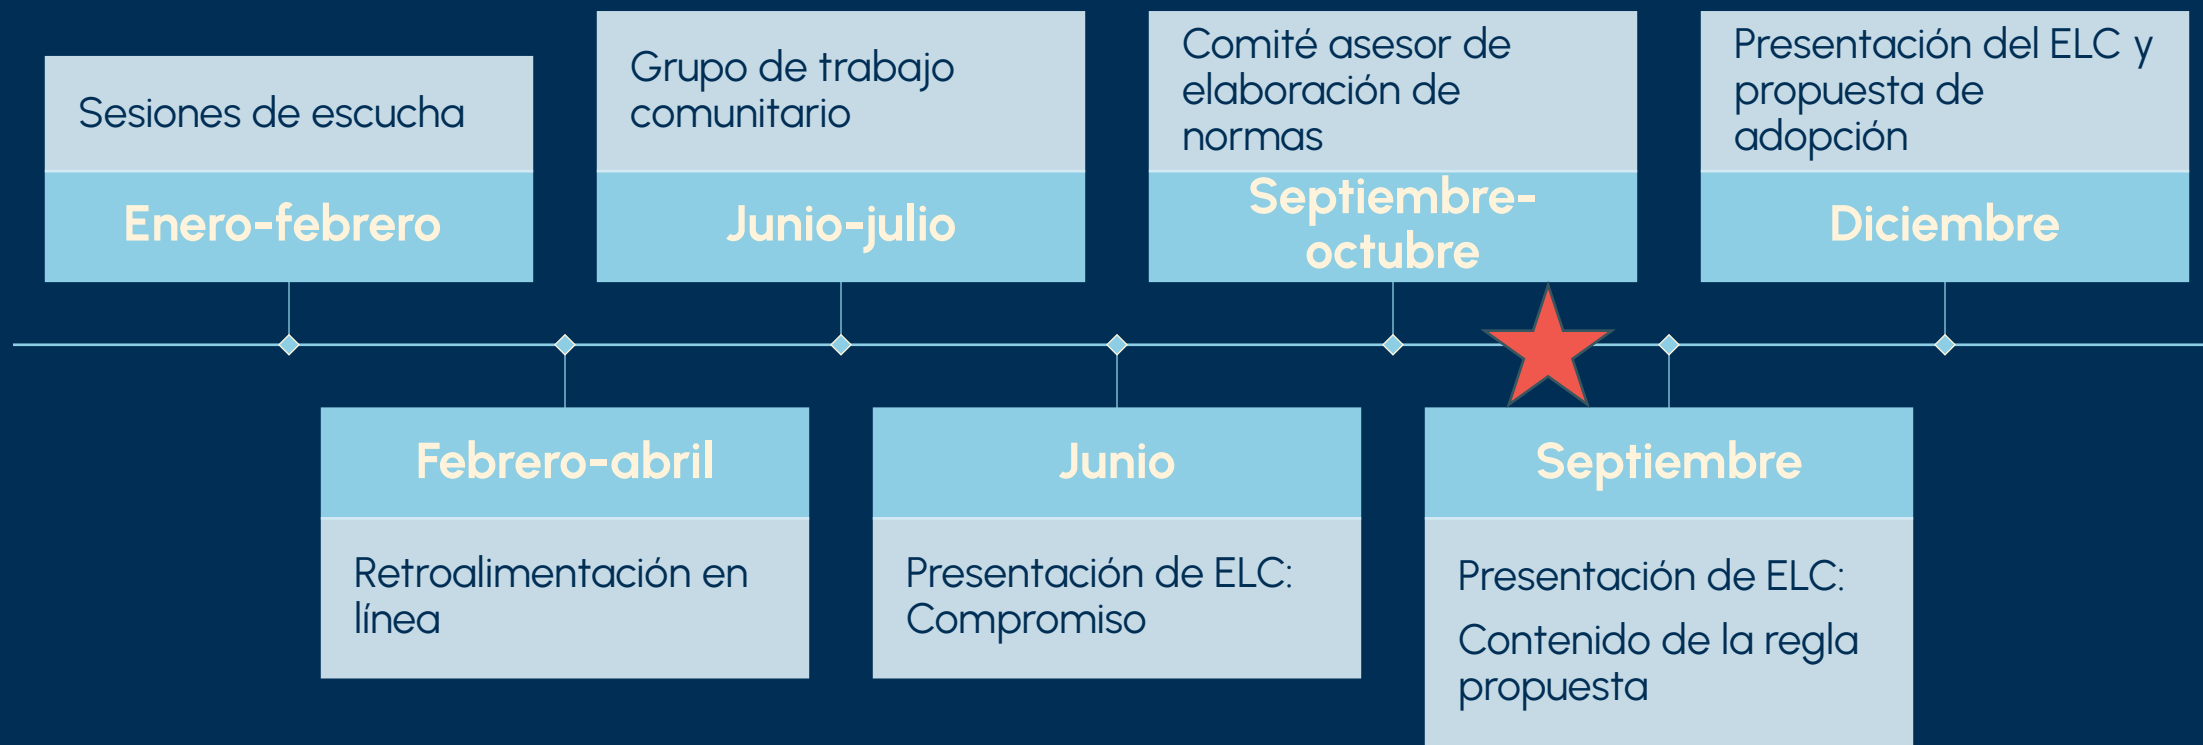 Sesiones de escucha
Enero-febrero
Grupo de trabajo
comunitario
Junio-julio
Comité asesor de
elaboración de
normas
Septiembre-
octubre
Presentación del ELC y
propuesta de
adopción
Diciembre
Febrero-abril
Retroalimentación en
línea
Junio
Presentación de ELC:
Compromiso
Septiembre
Presentación de ELC:
Contenido de la regla
propuesta